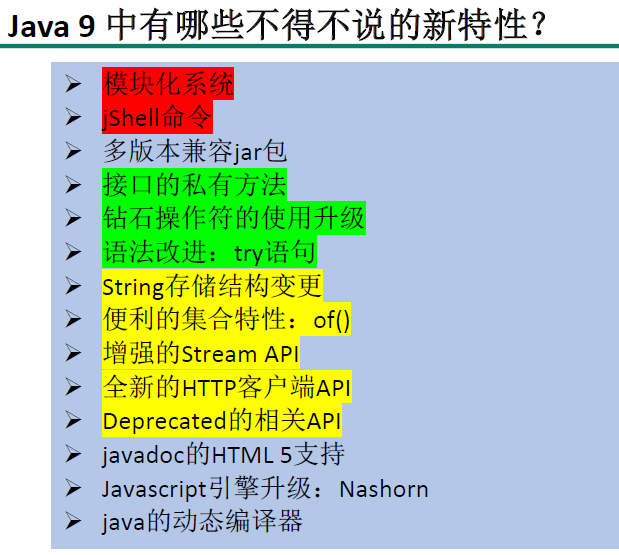 Java 9 中有哪些不得不说的新特性？
模块化系统
jShell命令
多版本兼容jar包
接口的私有方法
钻石操作符的使用升级
语法改进：try语句
String存储结构变更
便利的集合特性：of()
增强的Stream API
全新的HTTP客户端API
Deprecated的相关API
javadoc的HTML 5支持
Javascript引擎升级：Nashorn
java的动态编译器